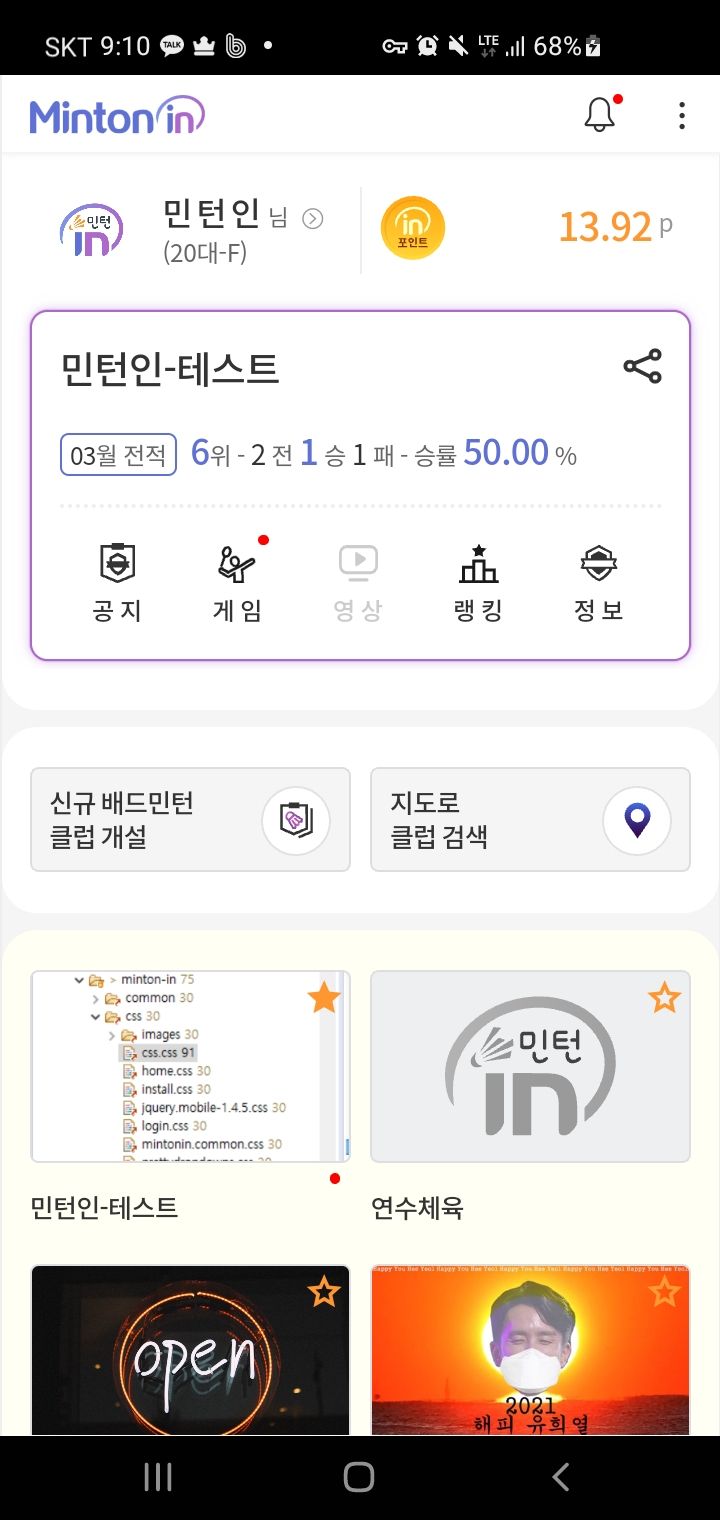 SKT 9:10 TALK LTE 68%
Minton in
민턴 in
민턴인 님
(20대-F)
in 포인트
13.92 p
민턴인-테스트
03월 전적 6위 - 2 전 1 승 1 패 - 승률 50.00 %
공지 게임 영상 랭킹 정보
신규 배드민턴
클럽 개설
지도로
클럽 검색
> minton-in 75
common 30
css 30
images 30
css.css 91
home.css 30
install.css 30
jquery.mobile-1.4.5.css 30
login.css 30
mintonin.common.css 30
민턴
in
민턴인-테스트
연수체육
open
Happy You Hee Yeol Happy You Hee Yeol Happy You Hee Yeol Happy You Hee Yeol
2021
해피 유희열